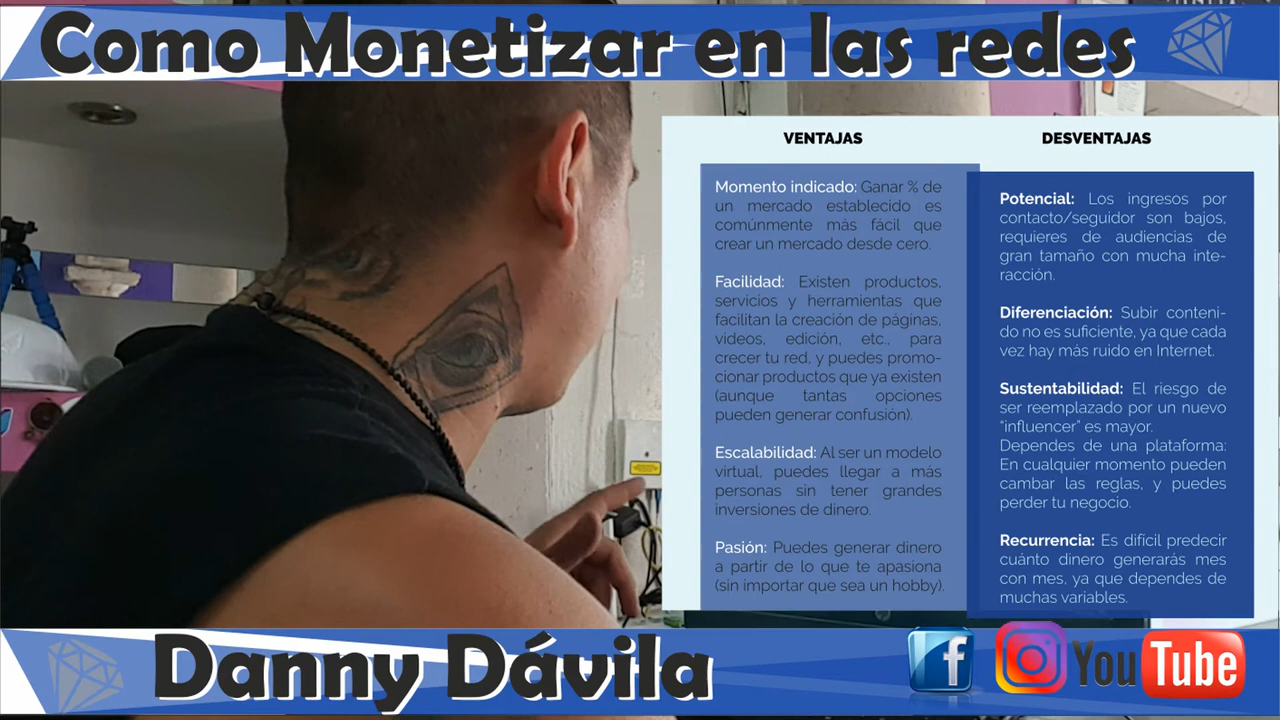 Como Monetizar en las redes
VENTAJAS
Momento indicado: Ganar % de
un mercado establecido es
comúnmente más fácil que
crear un mercado desde cero.
Facilidad: Existen productos,
servicios y herramientas que
facilitan la creación de páginas,
videos, edición, etc., para
crecer tu red, y puedes promo-
cionar productos que ya existen
(aunque tantas opciones
pueden generar confusión).
Escalabilidad: Al ser un modelo
virtual, puedes llegar a más
personas sin tener grandes
inversiones de dinero.
Pasión: Puedes generar dinero
a partir de lo que te apasiona
(sin importar que sea un hobby).
DESVENTAJAS
Potencial: Los ingresos por
contacto/seguidor son bajos,
requieres de audiencias de
gran tamaño con mucha inte-
racción.
Diferenciación: Subir conteni-
do no es suficiente, ya que cada
vez hay más ruido en Internet.
Sustentabilidad: El riesgo de
ser reemplazado por un nuevo
"influencer" es mayor.
Dependes de una plataforma:
En cualquier momento pueden
cambar las reglas, y puedes
perder tu negocio.
Recurrencia: Es difícil predecir
cuánto dinero generarás mes
con mes, ya que dependes de
muchas variables.
Danny Dávila
f
YouTube